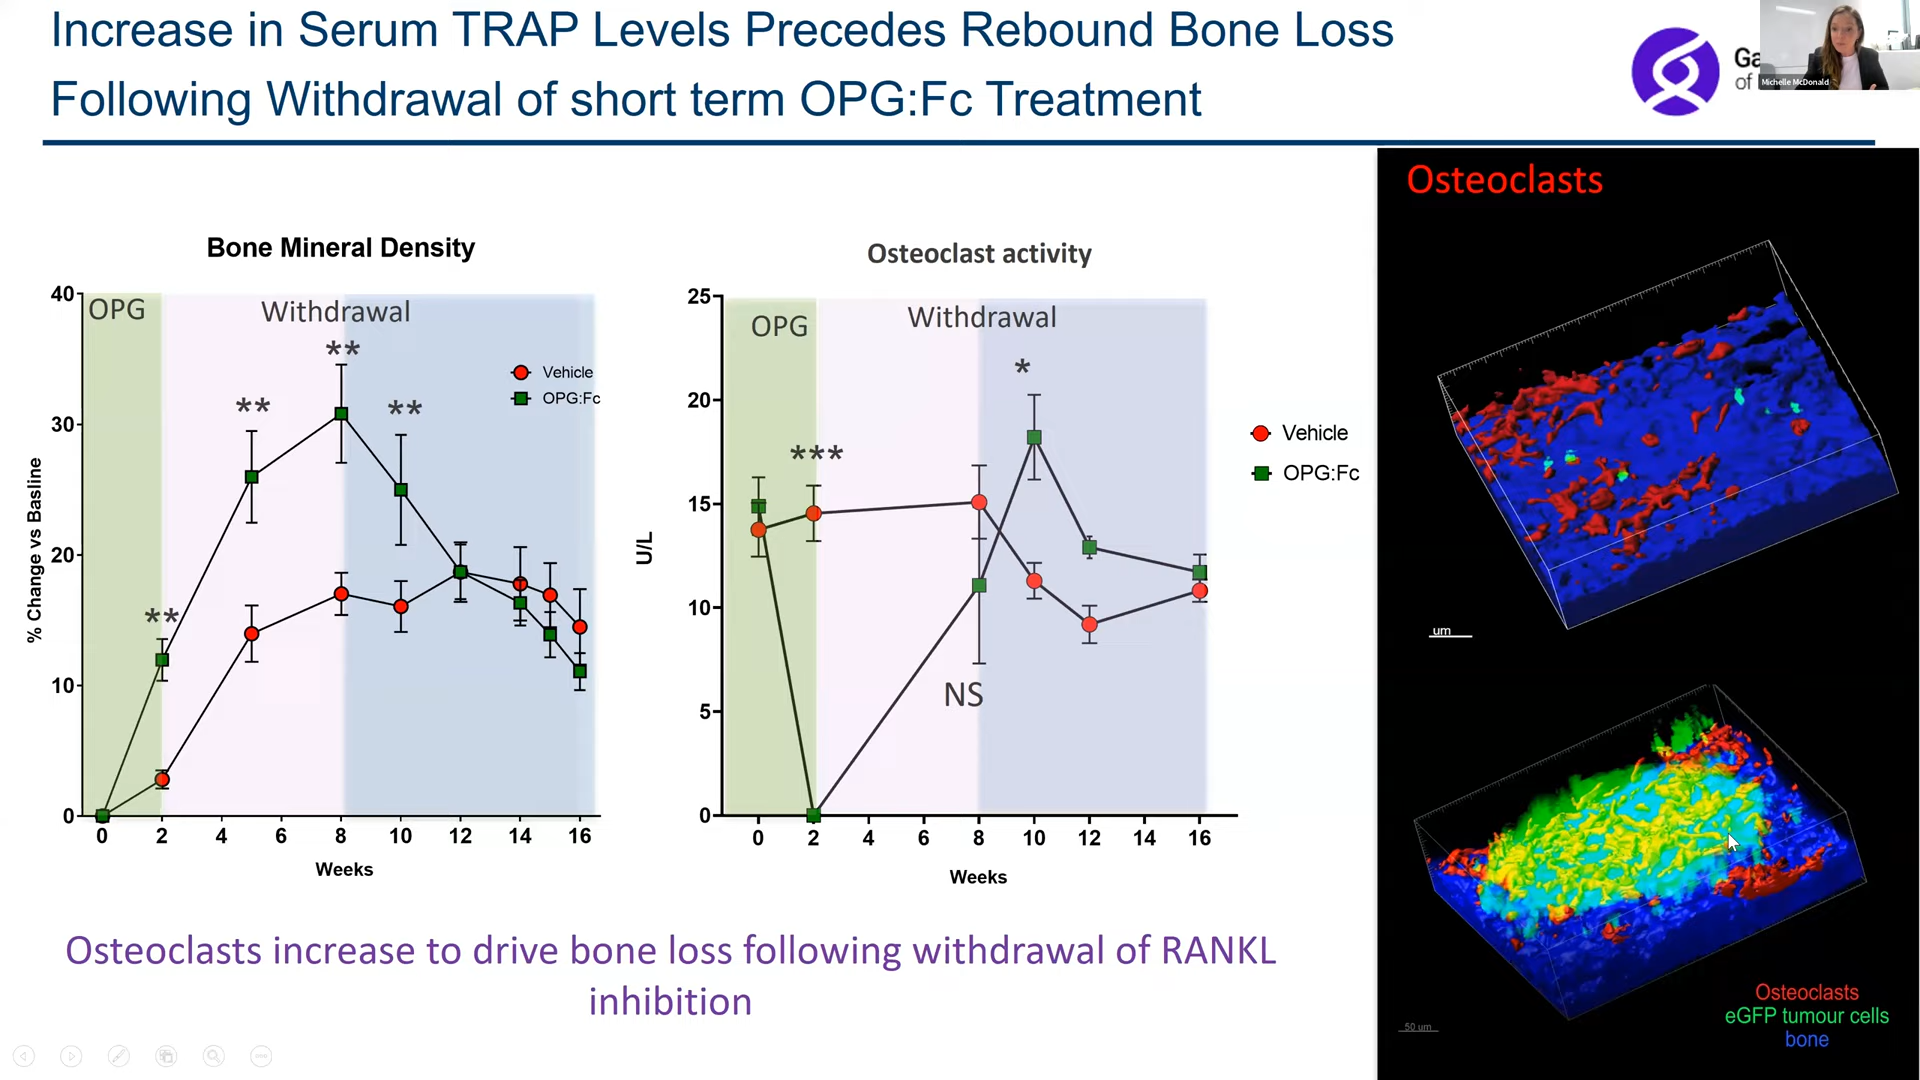 Increase in Serum TRAP Levels Precedes Rebound Bone Loss
Following Withdrawal of short term OPG:Fc Treatment
Ga
of
Michelle McDonald
Bone Mineral Density
OPG
Withdrawal
**
**
**
**
Vehicle
OPG:Fc
% Change vs Basline
40
30
20
10
0
0 2 4 6 8 10 12 14 16
Weeks
Osteoclast activity
OPG
Withdrawal
***
*
NS
Vehicle
OPG:Fc
U/L
25
20
15
10
5
0
0 2 4 6 8 10 12 14 16
Weeks
Osteoclasts increase to drive bone loss following withdrawal of RANKL
inhibition
Osteoclasts
um
50 um
Osteoclasts
eGFP tumour cells
bone